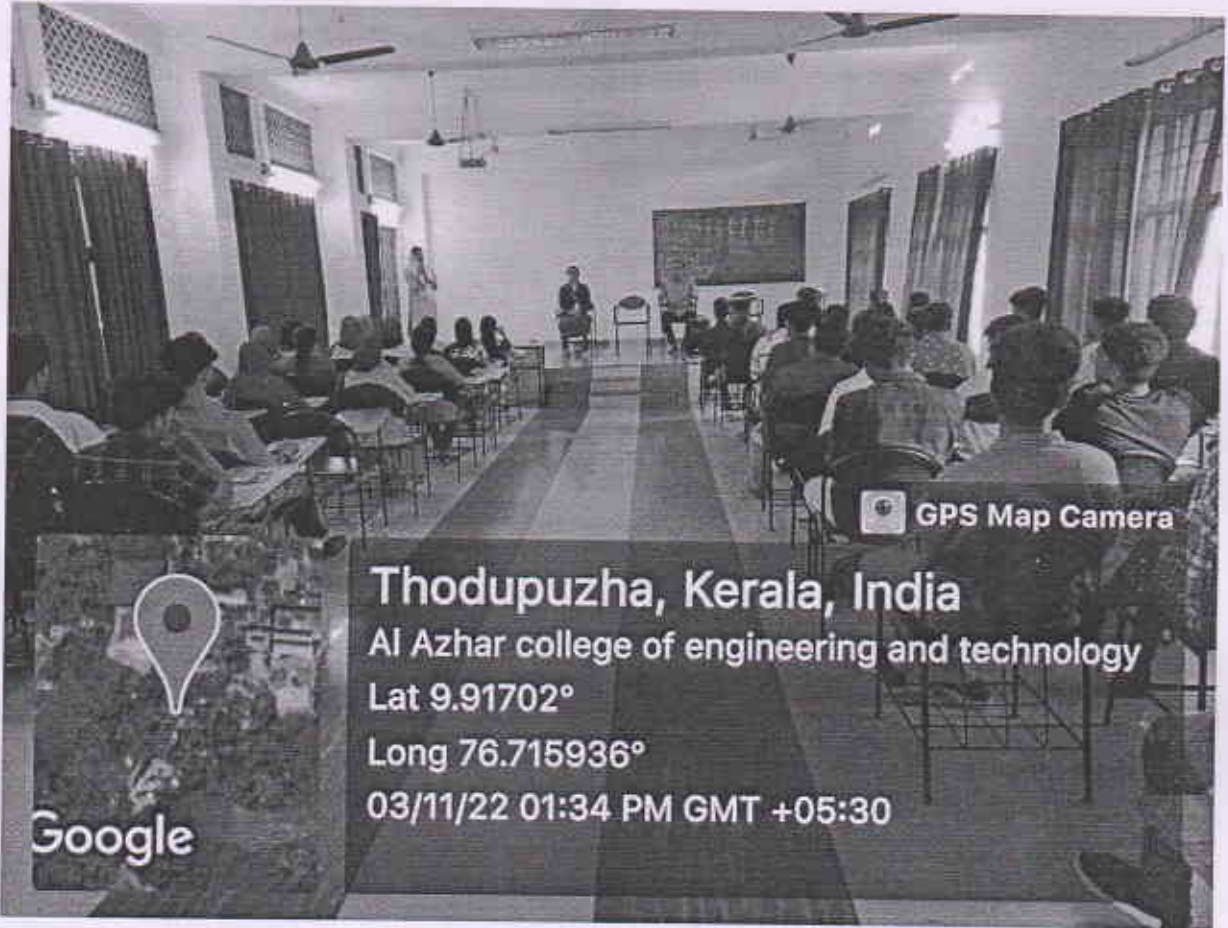 GPS Map Camera
Thodupuzha, Kerala, India
Al Azhar college of engineering and technology
Lat 9.91702°
Long 76.715936°
03/11/22 01:34 PM GMT +05:30
Google